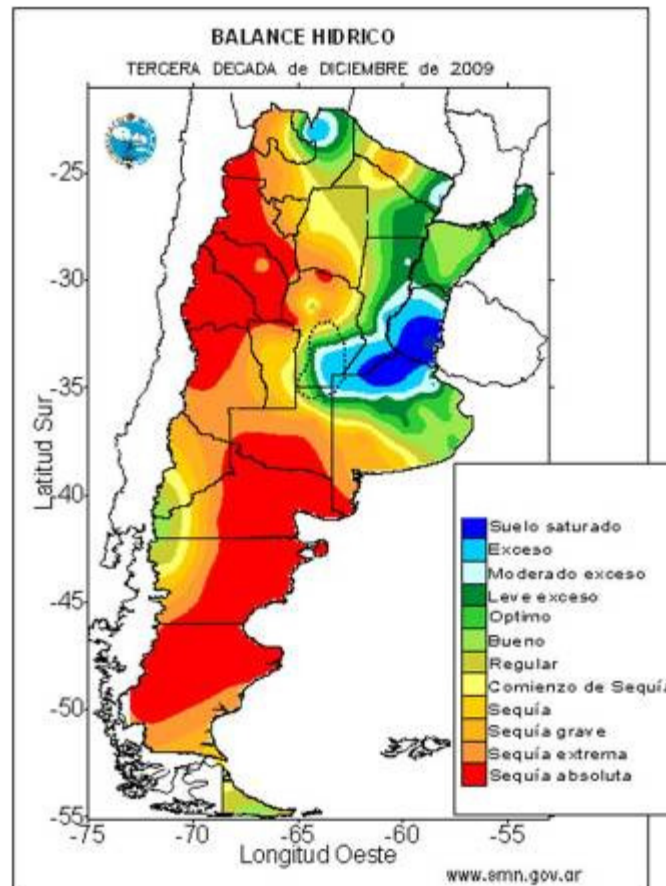 BALANCE HIDRICO
TERCERA DECADA de DICIEMBRE de 2009
-25
-30
-35
-40
-45
-50
-55
Latitud Sur
Suelo saturado
Exceso
Moderado exceso
Leve exceso
Optimo
Bueno
Regular
Comienzo de Sequía
Sequía
Sequía grave
Sequía extrema
Sequía absoluta
-75 -70 -65 -60 -55
Longitud Oeste
www.smn.gov.ar